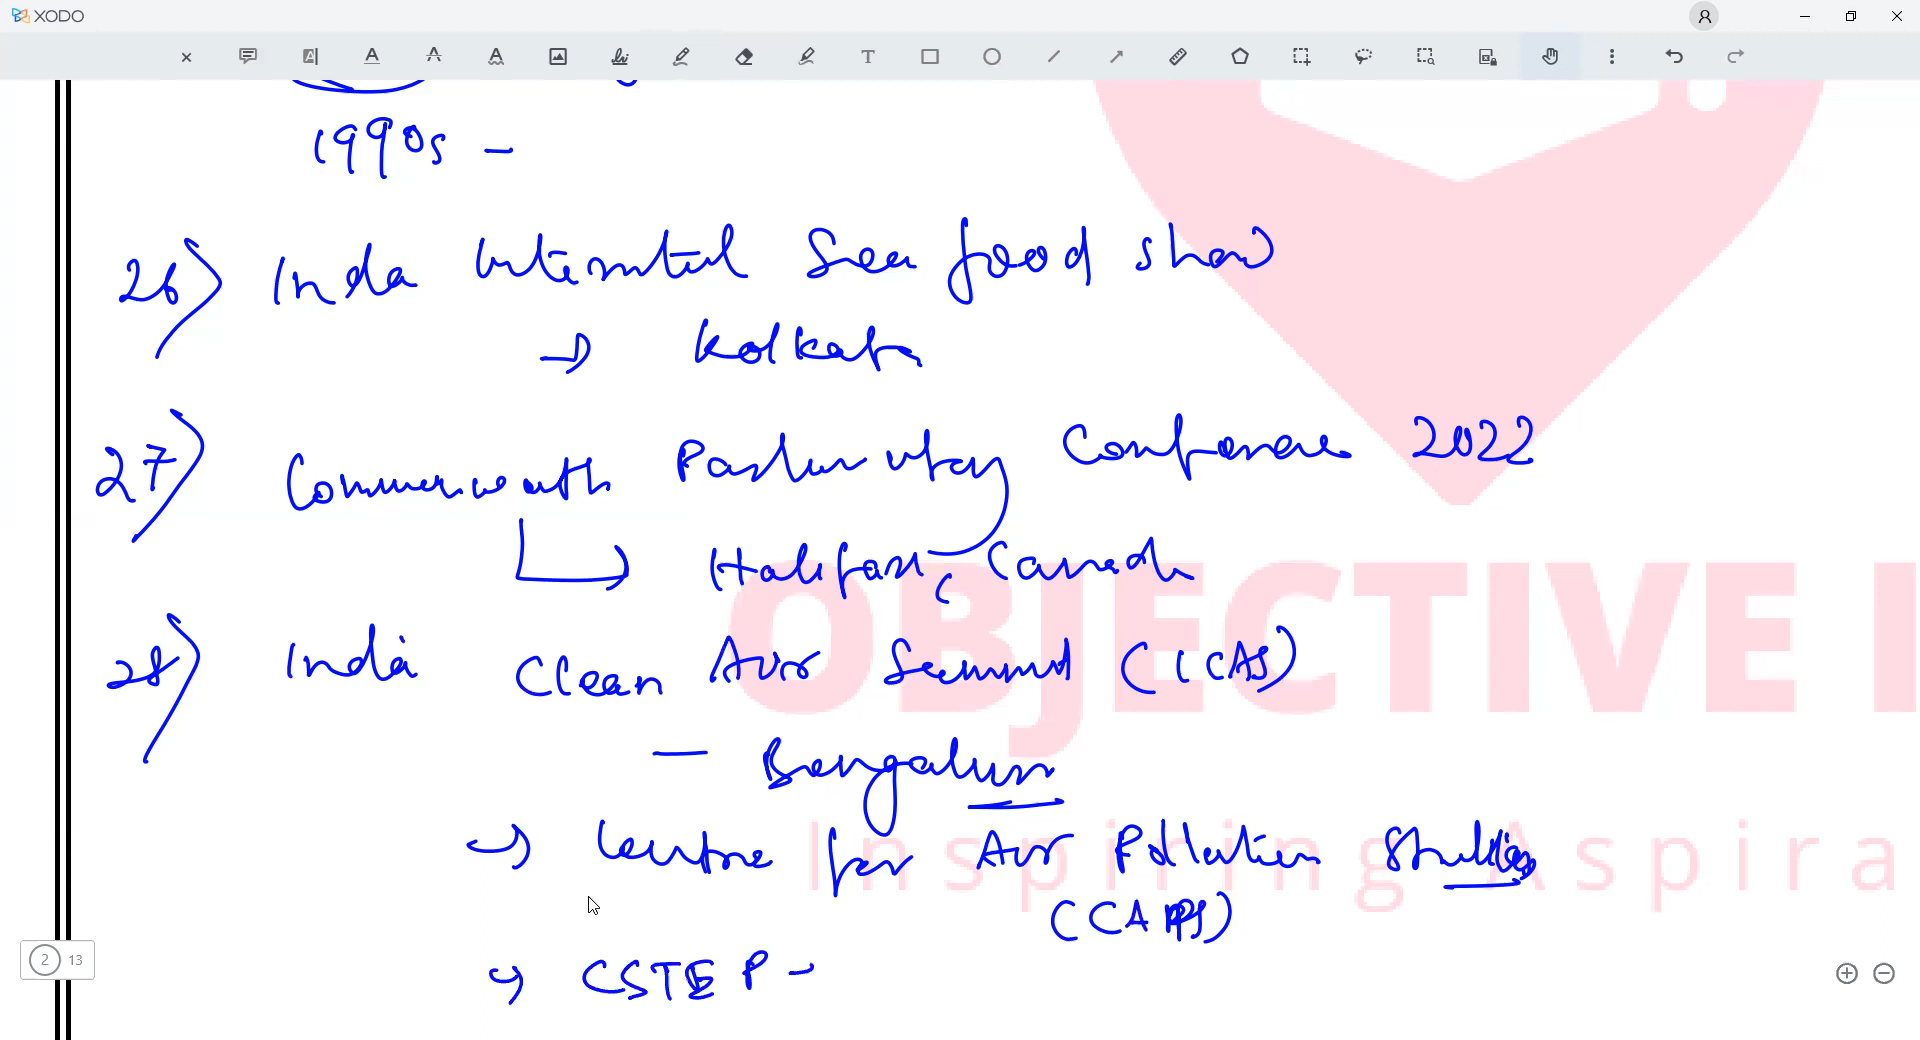 XODO
1990s -
26) India International Sea food show
→ Kolkata
27) Commonwealth Parliamentary Conference 2022
→ Halifax, Canada
28) India Clean Air Summit (ICAS)
- Bengaluru
→ Centre for Air Pollution Studies
(CAPS)
→ CSTEP -
OBJECTIVE I
Inspiring Aspira
2 13